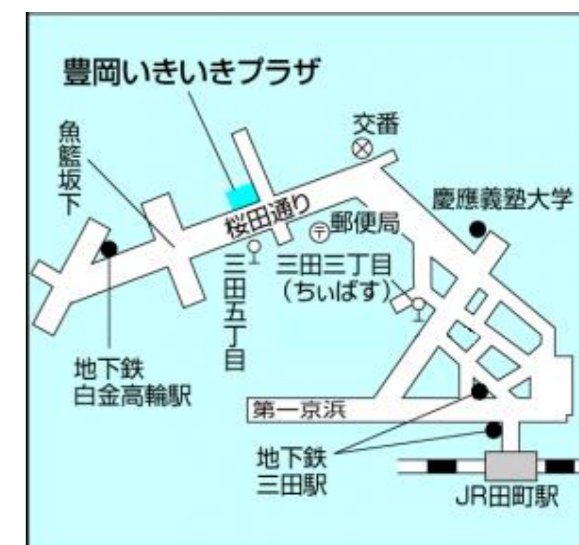 豊岡いきいきプラザ
交番
魚籃坂下
慶應義塾大学
桜田通り
〒郵便局
三田五丁目
三田三丁目
（ちぃばす）
地下鉄
白金高輪駅
第一京浜
地下鉄
三田駅
JR田町駅